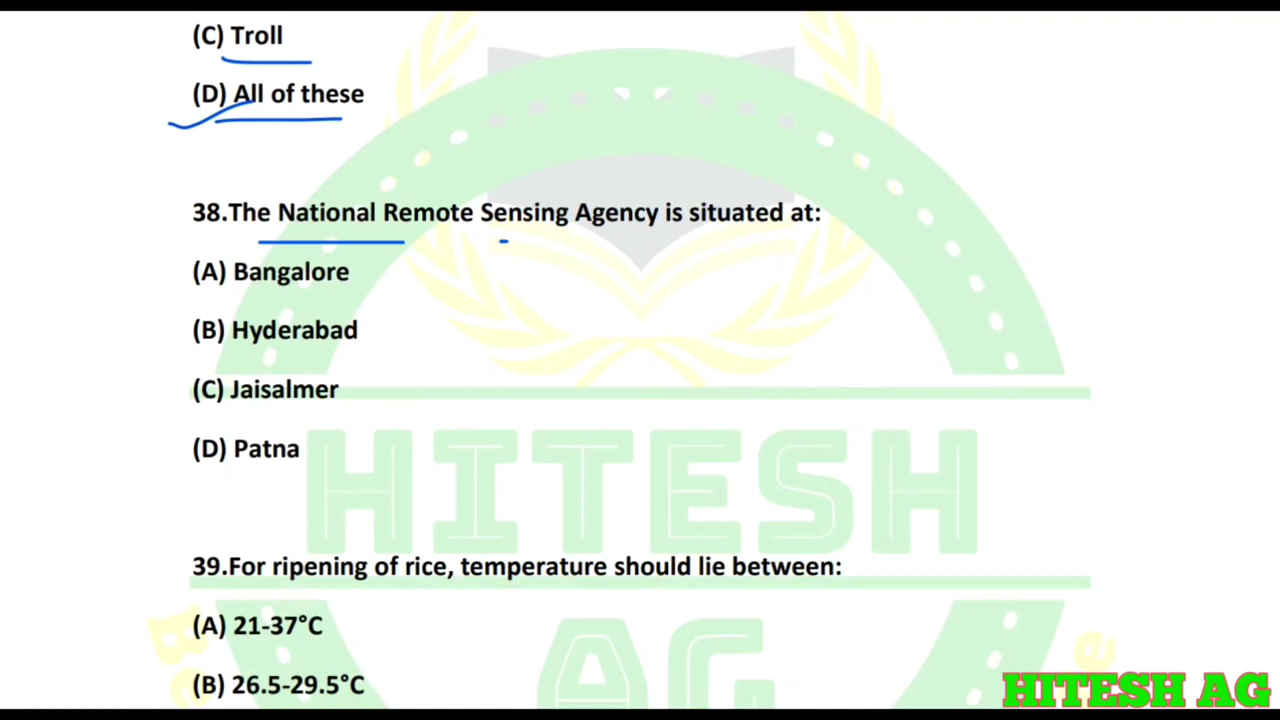 (C) Troll
(D) All of these
38.The National Remote Sensing Agency is situated at:
(A) Bangalore
(B) Hyderabad
(C) Jaisalmer
(D) Patna
HITESH
39.For ripening of rice, temperature should lie between:
(A) 21-37°C
AG
(B) 26.5-29.5°C
HITESH AG